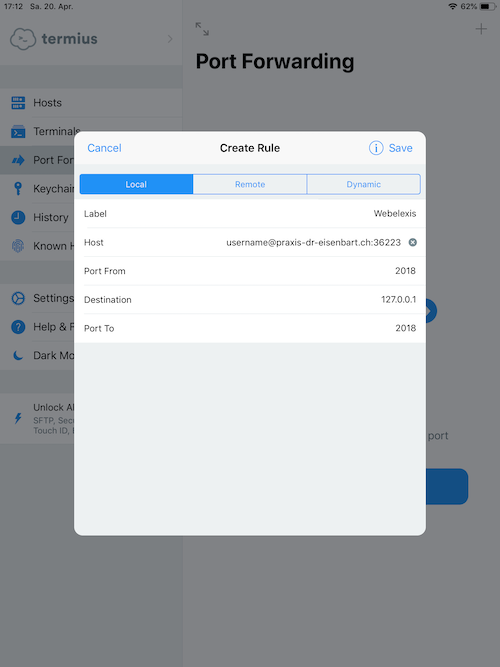 17:12 Sa. 20. Apr. 62%
termius
Port Forwarding
Hosts
Terminals
Port For
Keychain
History
Known H
Settings
Help & F
Dark Mo
Unlock Al
SFTP, Secu
Touch ID,
Cancel Create Rule Save
Local Remote Dynamic
Label Webelexis
Host username@praxis-dr-eisenbart.ch:36223
Port From 2018
Destination 127.0.0.1
Port To 2018
port